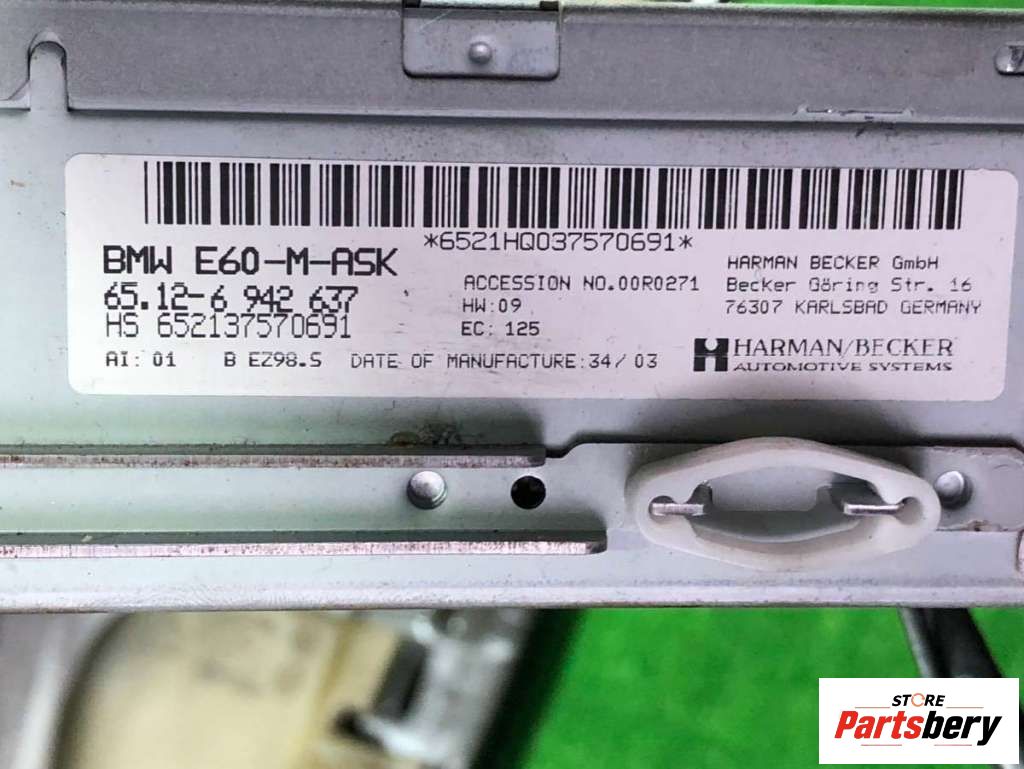 *6521HQ037570691*
BMW E60-M-ASK
65.12-6 942 637
HS 652137570691
AI: 01 B EZ98.S DATE OF MANUFACTURE:34/ 03
ACCESSION NO.00R0271
HW:09
EC: 125
HARMAN BECKER GmbH
Becker Göring Str. 16
76307 KARLSBAD GERMANY
HARMAN/BECKER
AUTOMOTIVE SYSTEMS
STORE
Partsbery